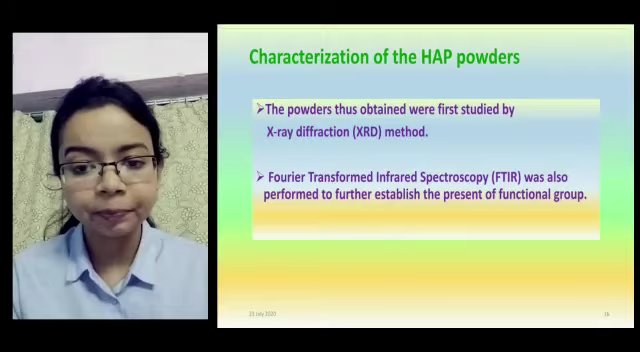 Characterization of the HAP powders
➢The powders thus obtained were first studied by
X-ray diffraction (XRD) method.
➢ Fourier Transformed Infrared Spectroscopy (FTIR) was also
performed to further establish the present of functional group.
23 July 2020
16